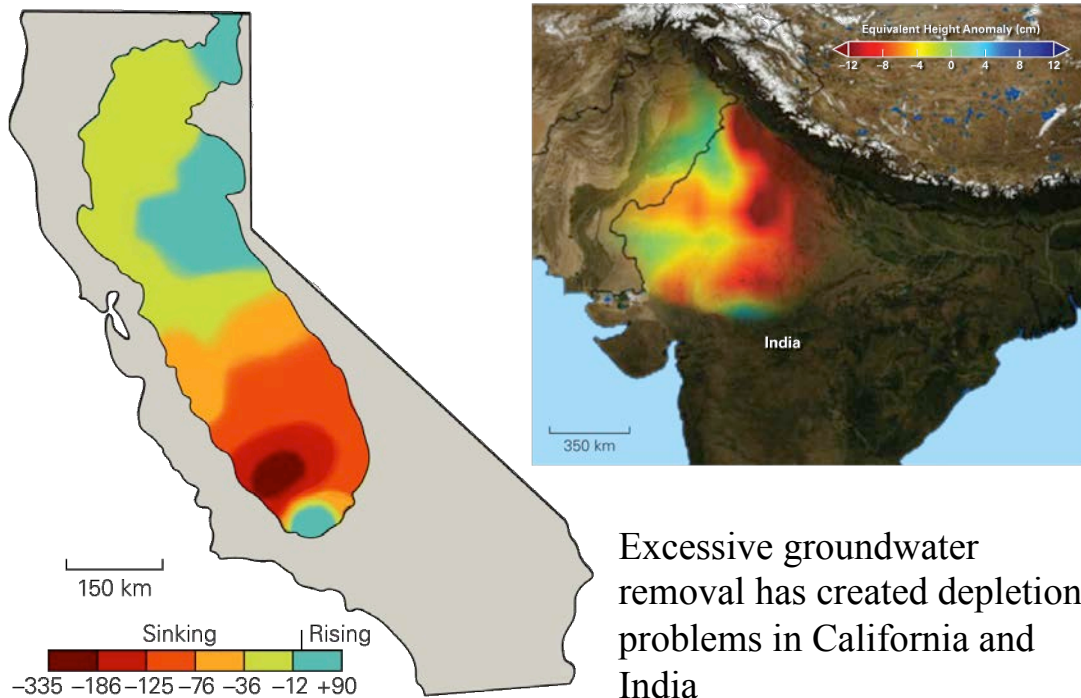 Equivalent Height Anomaly (cm)
−12 −8 −4 0 4 8 12
India
350 km
150 km
Sinking Rising
−335 −186 −125 −76 −36 −12 +90
Excessive groundwater
removal has created depletion
problems in California and
India